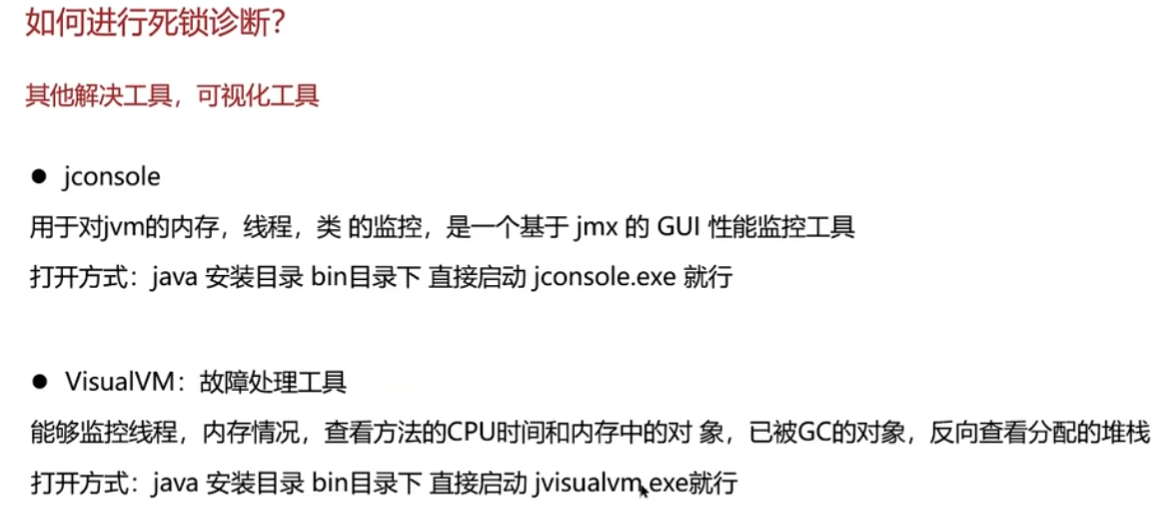 如何进行死锁诊断？
其他解决工具，可视化工具
● jconsole
用于对jvm的内存，线程，类 的监控，是一个基于 jmx 的 GUI 性能监控工具
打开方式：java 安装目录 bin目录下 直接启动 jconsole.exe 就行
● VisualVM：故障处理工具
能够监控线程，内存情况，查看方法的CPU时间和内存中的对 象，已被GC的对象，反向查看分配的堆栈
打开方式：java 安装目录 bin目录下 直接启动 jvisualvm.exe就行